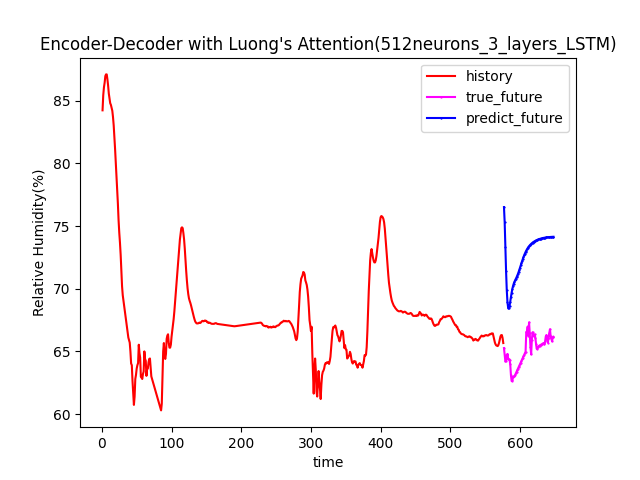 Encoder-Decoder with Luong's Attention(512neurons_3_layers_LSTM)
history
true_future
predict_future
Relative Humidity(%)
85
80
75
70
65
60
0 100 200 300 400 500 600
time